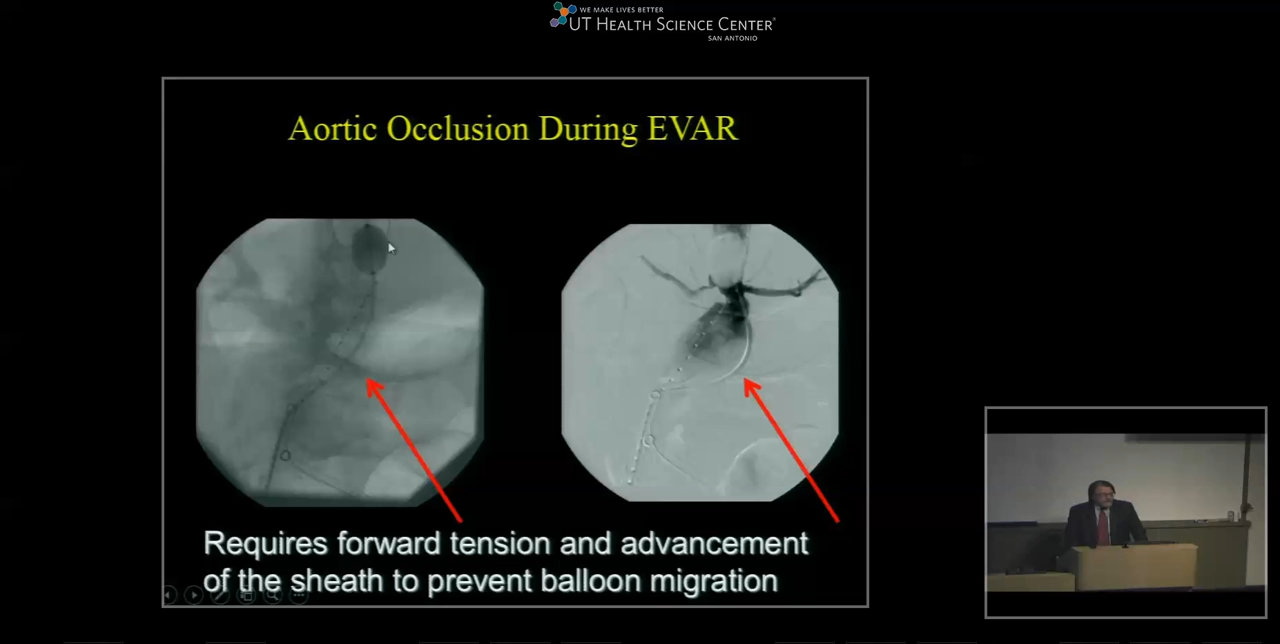 WE MAKE LIVES BETTER
UT HEALTH SCIENCE CENTER®
SAN ANTONIO
Aortic Occlusion During EVAR
Requires forward tension and advancement
of the sheath to prevent balloon migration